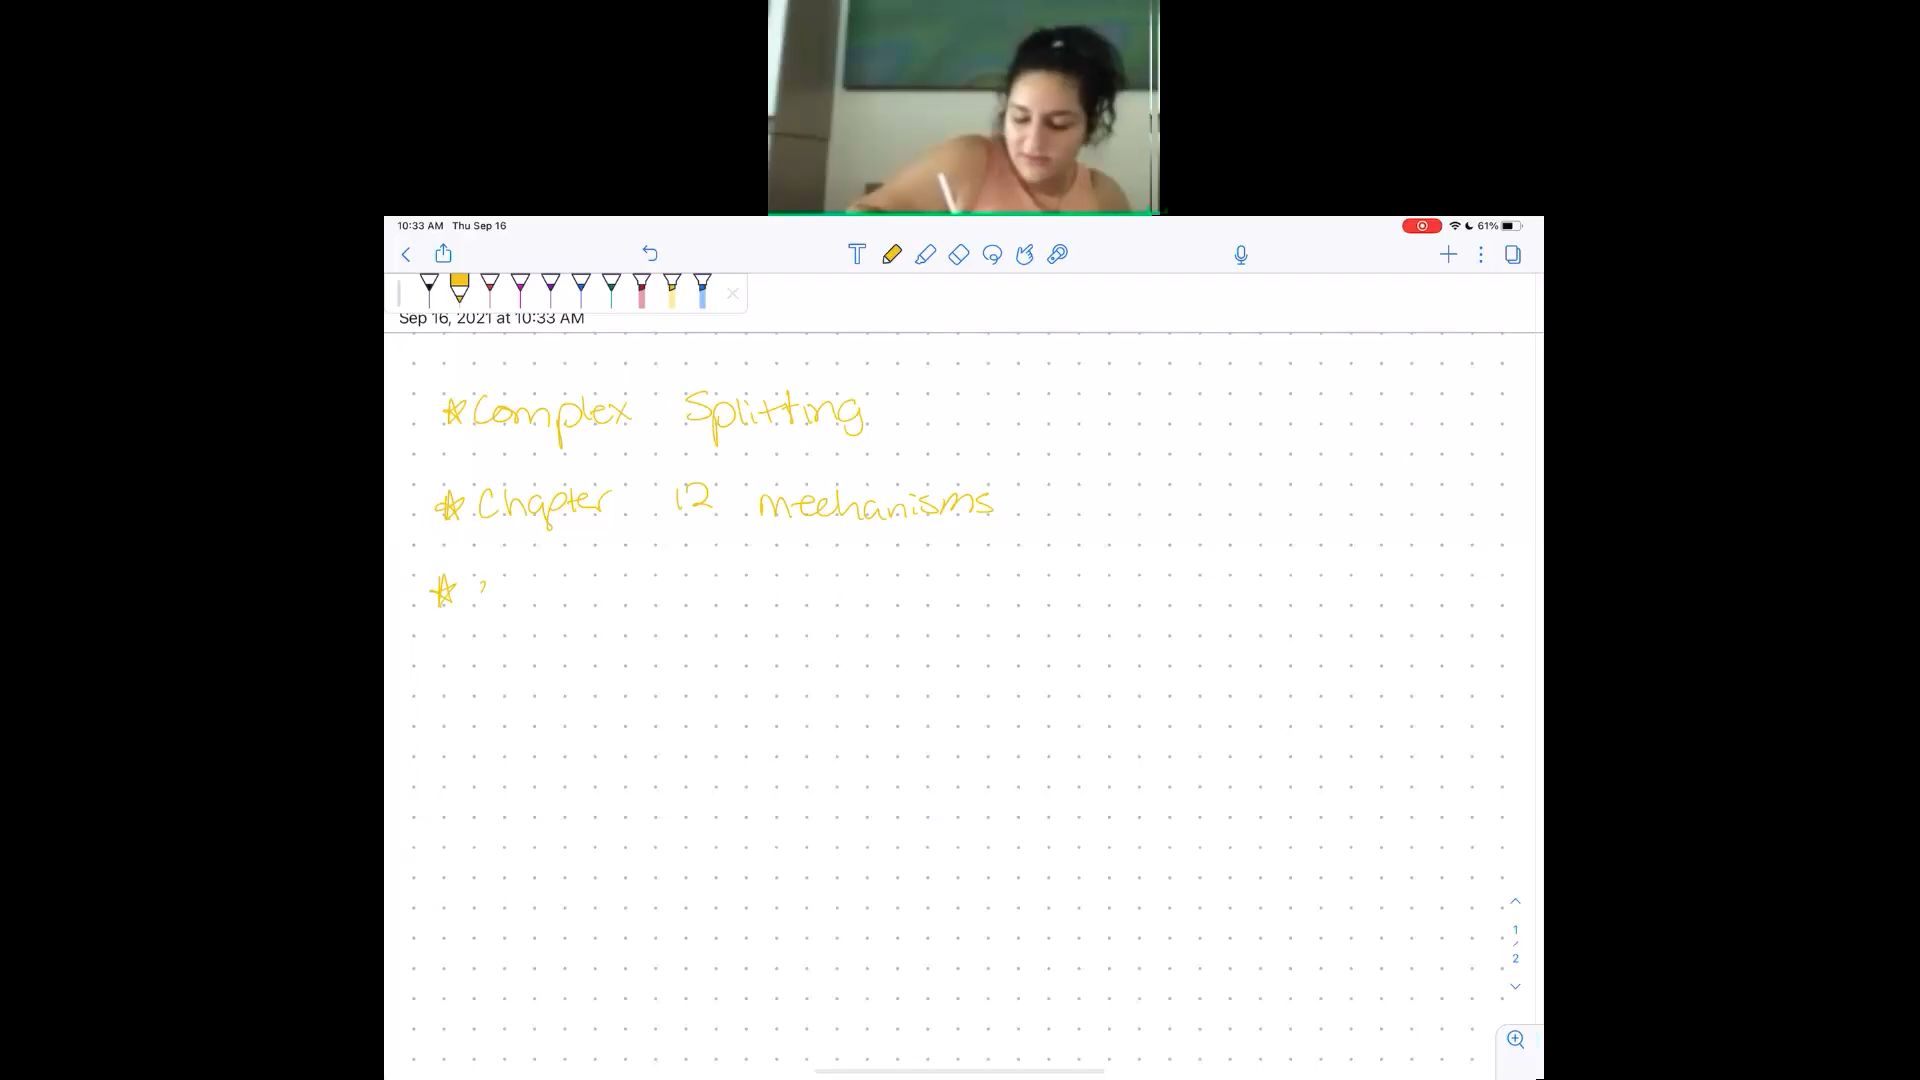 10:33 AM Thu Sep 16
61%
Sep 16, 2021 at 10:33 AM
*Complex Splitting
*Chapter 12 mechanisms
*
1
/
2